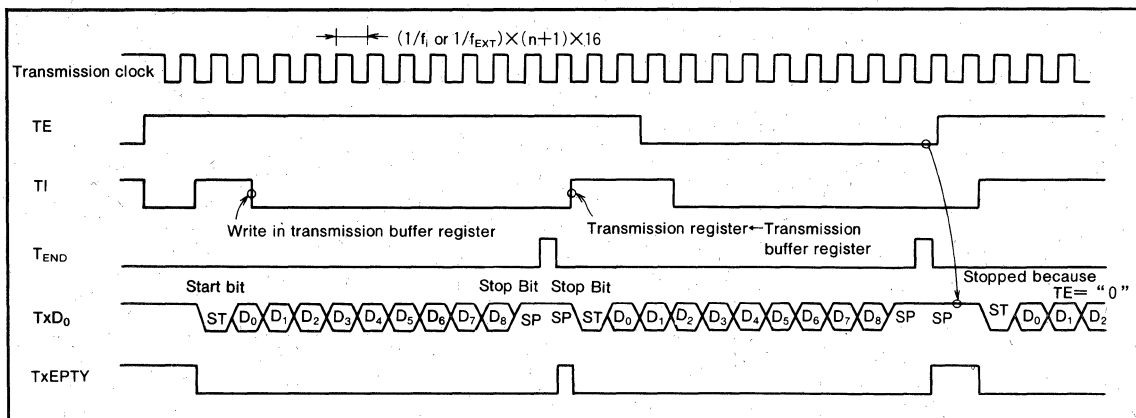 (1/fi or 1/fEXT)×(n+1)×16
Transmission clock
TE
TI
Write in transmission buffer register
Transmission register←Transmission
buffer register
TEND
Start bit
Stop Bit
Stop Bit
Stopped because
TE= "0"
TxD0
ST D0 D1 D2 D3 D4 D5 D6 D7 D8 SP SP ST D0 D1 D2 D3 D4 D5 D6 D7 D8 SP SP ST D0 D1 D2
TxEPTY